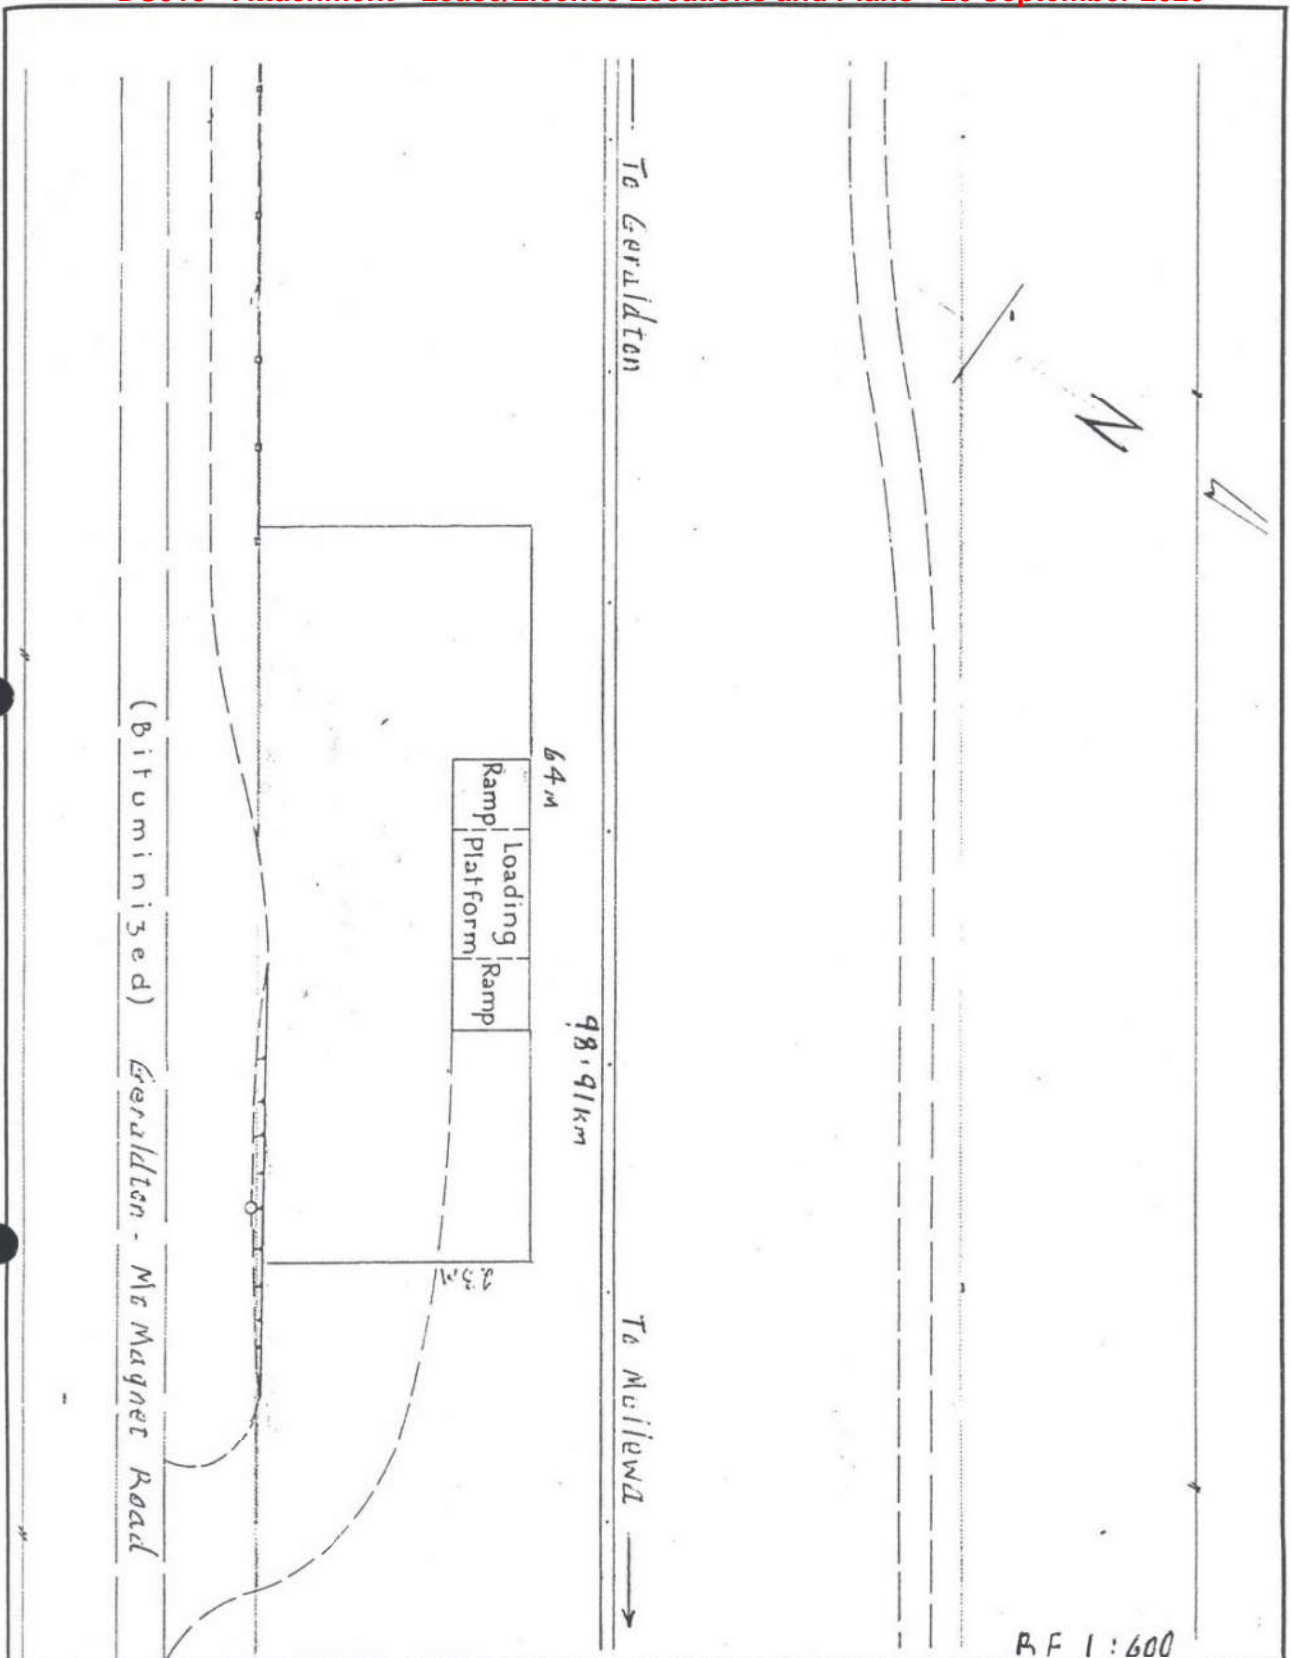 To Geraldton
N
64M
Ramp
Loading
Platform
Ramp
98.91km
23M
(Bituminized) Geraldton - Mt Magnet Road
To Mullewa
RF 1:600